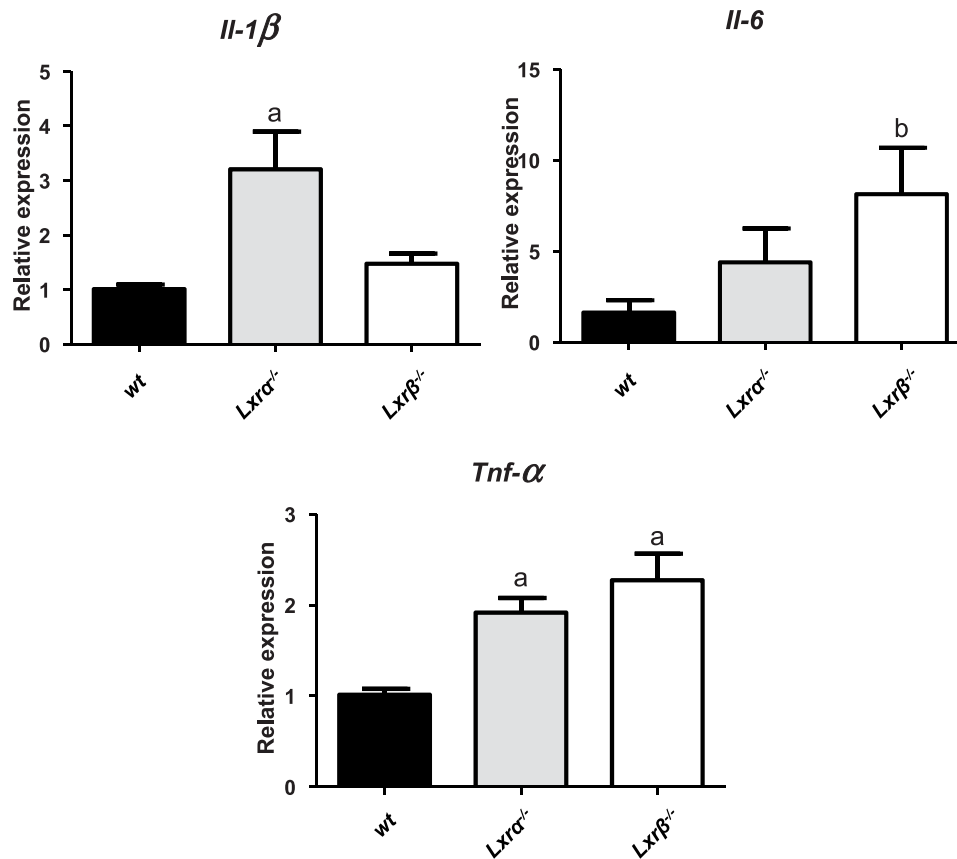 Il-1β
Relative expression
5
4
3
2
1
0
a
wt
Lxrα-/-
Lxrβ-/-
Il-6
Relative expression
15
10
5
0
b
wt
Lxrα-/-
Lxrβ-/-
Tnf-α
Relative expression
3
2
1
0
a
a
wt
Lxrα-/-
Lxrβ-/-